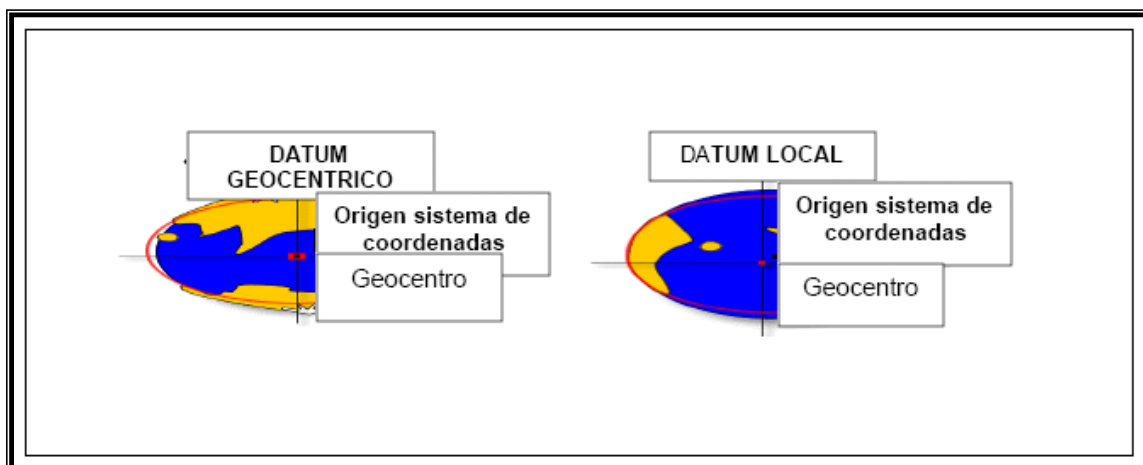 DATUM
GEOCENTRICO
Origen sistema de
coordenadas
Geocentro
DATUM LOCAL
Origen sistema de
coordenadas
Geocentro